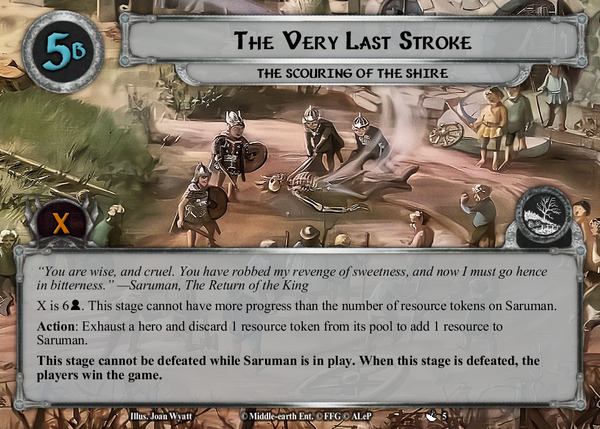 5B
THE VERY LAST STROKE
THE SCOURING OF THE SHIRE
X
“You are wise, and cruel. You have robbed my revenge of sweetness, and now I must go hence
in bitterness.” —Saruman, The Return of the King
X is 6. This stage cannot have more progress than the number of resource tokens on Saruman.
Action: Exhaust a hero and discard 1 resource token from its pool to add 1 resource to
Saruman.
This stage cannot be defeated while Saruman is in play. When this stage is defeated, the
players win the game.
Illus. Joan Wyatt ©Middle-earth Ent. ©FFG ©ALeP 5